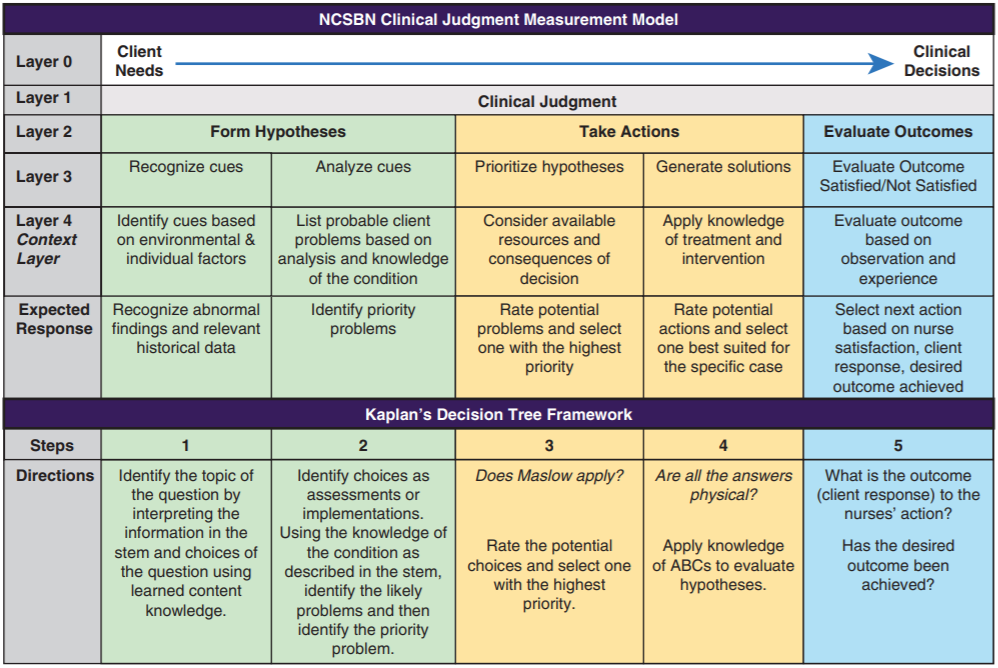 NCSBN Clinical Judgment Measurement Model
Layer 0
Client
Needs
Clinical
Decisions
Layer 1
Clinical Judgment
Layer 2
Form Hypotheses
Take Actions
Evaluate Outcomes
Layer 3
Recognize cues
Analyze cues
Prioritize hypotheses
Generate solutions
Evaluate Outcome
Satisfied/Not Satisfied
Layer 4
Context
Layer
Identify cues based
on environmental &
individual factors
List probable client
problems based on
analysis and knowledge
of the condition
Consider available
resources and
consequences of
decision
Apply knowledge
of treatment and
intervention
Evaluate outcome
based on
observation and
experience
Expected
Response
Recognize abnormal
findings and relevant
historical data
Identify priority
problems
Rate potential
problems and select
one with the highest
priority
Rate potential
actions and select
one best suited for
the specific case
Select next action
based on nurse
satisfaction, client
response, desired
outcome achieved
Kaplan's Decision Tree Framework
Steps
1
2
3
4
5
Directions
Identify the topic of
the question by
interpreting the
information in the
stem and choices of
the question using
learned content
knowledge.
Identify choices as
assessments or
implementations.
Using the knowledge of
the condition as
described in the stem,
identify the likely
problems and then
identify the priority
problem.
Does Maslow apply?
Rate the potential
choices and select one
with the highest
priority.
Are all the answers
physical?
Apply knowledge
of ABCs to evaluate
hypotheses.
What is the outcome
(client response) to the
nurses' action?
Has the desired
outcome been
achieved?